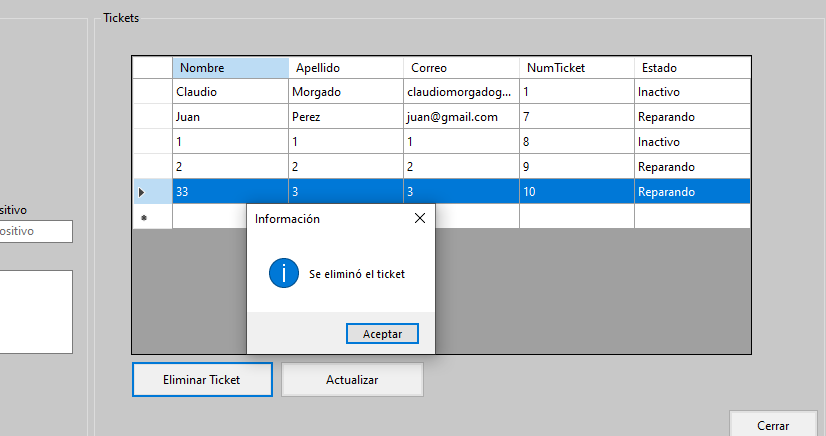 Tickets
Nombre Apellido Correo NumTicket Estado
Claudio Morgado claudiomorgadog... 1 Inactivo
Juan Perez juan@gmail.com 7 Reparando
1 1 1 8 Inactivo
2 2 2 9 Reparando
33 3 3 10 Reparando
sitivo
ositivo
Información
Se eliminó el ticket
Aceptar
Eliminar Ticket Actualizar
Cerrar